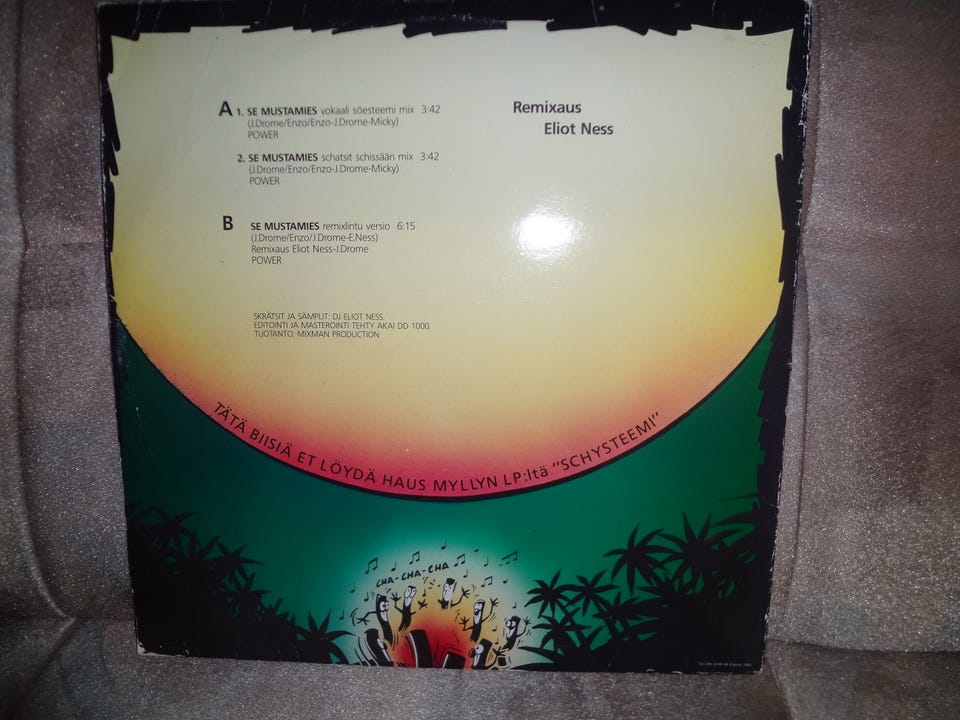 A 1. SE MUSTAMIES vokaali söesteemi mix 3:42
(J.Drome/Enzo/Enzo-J.Drome-Micky)
POWER
2. SE MUSTAMIES schatsit schissään mix 3:42
(J.Drome/Enzo/Enzo-J.Drome-Micky)
POWER
B SE MUSTAMIES remixlintu versio 6:15
(J.Drome/Enzo/J.Drome-E.Ness)
Remixaus Eliot Ness-J.Drome
POWER
Remixaus
Eliot Ness
SKRÄTSIT JA SÄMPLIT: DJ ELIOT NESS.
EDITOINTI JA MASTEROINTI TEHTY AKAI DD 1000.
TUOTANTO: MIXMAN PRODUCTION
TÄTÄ BIISIÄ ET LÖYDÄ HAUS MYLLYN LP:ltä "SCHYSTEEMI"
CHA-CHA-CHA